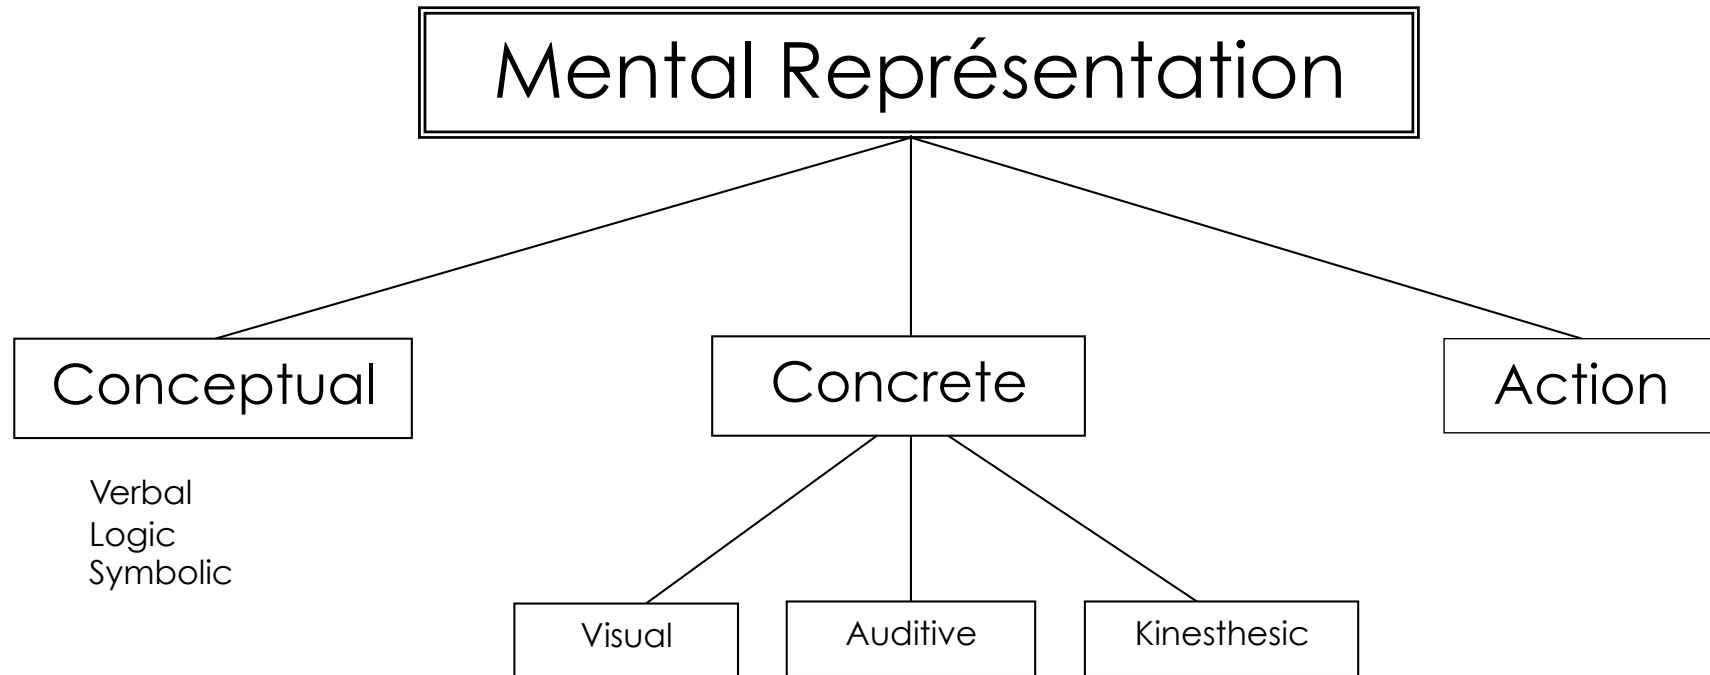 Mental Représentation
Conceptual
Concrete
Action
Verbal
Logic
Symbolic
Visual
Auditive
Kinesthesic